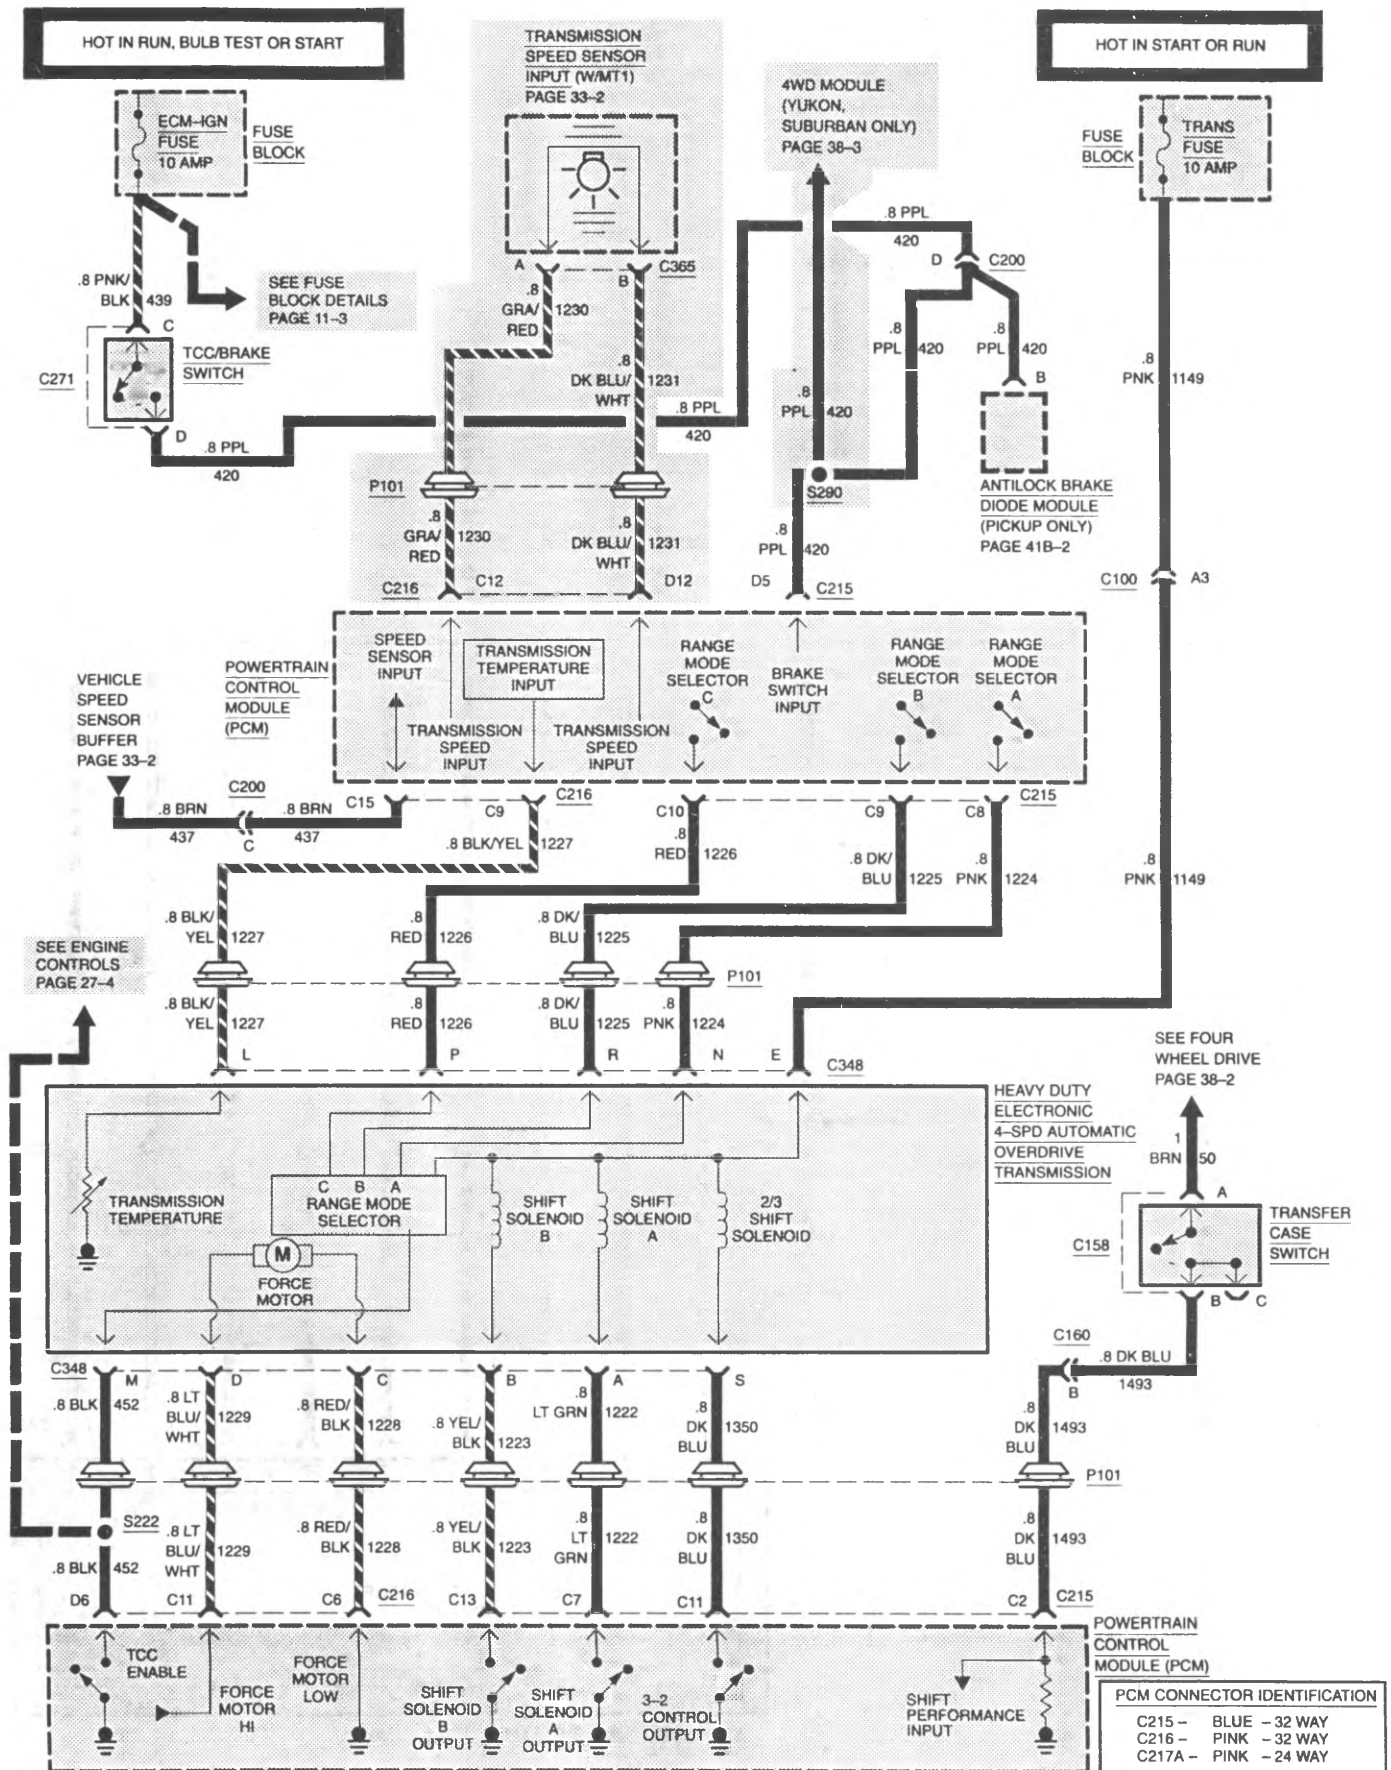 HOT IN RUN, BULB TEST OR START
TRANSMISSION
SPEED SENSOR
INPUT (W/MT1)
PAGE 33-2
HOT IN START OR RUN
4WD MODULE
(YUKON,
SUBURBAN ONLY)
PAGE 38-3
ECM-IGN
FUSE
10 AMP
FUSE
BLOCK
FUSE
BLOCK
TRANS
FUSE
10 AMP
.8 PPL
420
D
C200
A
B
C365
.8 PNK/
BLK
439
C
SEE FUSE
BLOCK DETAILS
PAGE 11-3
.8
GRA/
RED
1230
.8
DK BLU/
WHT
1231
.8
PPL
420
.8
PPL
420
B
.8
PNK
1149
C271
TCC/BRAKE
SWITCH
D
.8 PPL
420
.8 PPL
420
.8
PPL
420
S290
ANTILOCK BRAKE
DIODE MODULE
(PICKUP ONLY)
PAGE 41B-2
P101
.8
GRA/
RED
1230
.8
DK BLU/
WHT
1231
.8
PPL
420
C216
C12
D12
D5
C215
C100
A3
VEHICLE
SPEED
SENSOR
BUFFER
PAGE 33-2
POWERTRAIN
CONTROL
MODULE
(PCM)
SPEED
SENSOR
INPUT
TRANSMISSION
TEMPERATURE
INPUT
TRANSMISSION
SPEED
INPUT
TRANSMISSION
SPEED
INPUT
RANGE
MODE
SELECTOR
C
BRAKE
SWITCH
INPUT
RANGE
MODE
SELECTOR
B
RANGE
MODE
SELECTOR
A
C200
.8 BRN
437
.8 BRN
437
C
C15
C9
C216
C10
C9
C8
C215
.8 BLK/YEL
1227
.8
RED
1226
.8 DK/
BLU
1225
.8
PNK
1224
.8
PNK
1149
SEE ENGINE
CONTROLS
PAGE 27-4
.8 BLK/
YEL
1227
.8
RED
1226
.8 DK/
BLU
1225
P101
.8 BLK/
YEL
1227
.8
RED
1226
.8 DK/
BLU
1225
.8
PNK
1224
L
P
R
N
E
C348
SEE FOUR
WHEEL DRIVE
PAGE 38-2
HEAVY DUTY
ELECTRONIC
4-SPD AUTOMATIC
OVERDRIVE
TRANSMISSION
1
BRN
50
A
TRANSMISSION
TEMPERATURE
C B A
RANGE MODE
SELECTOR
M
FORCE
MOTOR
SHIFT
SOLENOID
B
SHIFT
SOLENOID
A
2/3
SHIFT
SOLENOID
C158
TRANSFER
CASE
SWITCH
B
C
C160
B
.8 DK BLU
1493
C348
M
D
C
B
A
S
.8 BLK
452
.8 LT
BLU/
WHT
1229
.8 RED/
BLK
1228
.8 YEL/
BLK
1223
.8
LT GRN
1222
.8
DK
BLU
1350
.8
DK
BLU
1493
P101
S222
.8 BLK
452
.8 LT
BLU/
WHT
1229
.8 RED/
BLK
1228
.8 YEL/
BLK
1223
.8
LT
GRN
1222
.8
DK
BLU
1350
.8
DK
BLU
1493
D6
C11
C6
C216
C13
C7
C11
C2
C215
TCC
ENABLE
FORCE
MOTOR
HI
FORCE
MOTOR
LOW
SHIFT
SOLENOID
B
OUTPUT
SHIFT
SOLENOID
A
OUTPUT
3-2
CONTROL
OUTPUT
SHIFT
PERFORMANCE
INPUT
POWERTRAIN
CONTROL
MODULE (PCM)
PCM CONNECTOR IDENTIFICATION
C215 - BLUE - 32 WAY
C216 - PINK - 32 WAY
C217A - PINK - 24 WAY